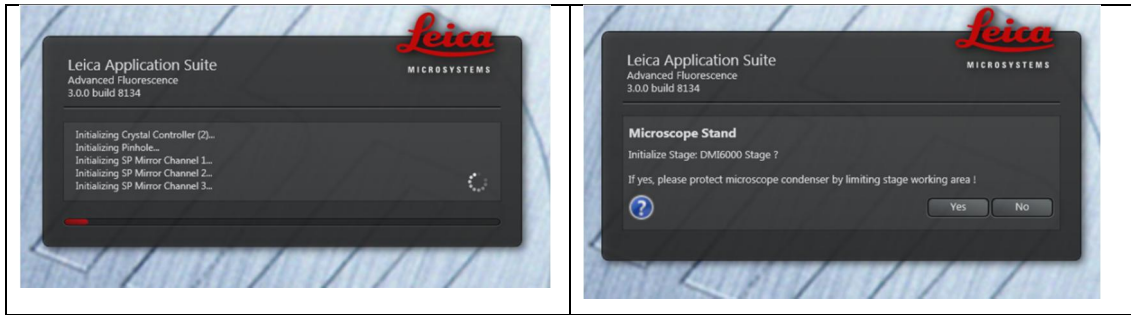 Leica
MICROSYSTEMS
Leica Application Suite
Advanced Fluorescence
3.0.0 build 8134
Initializing Crystal Controller (2)...
Initializing Pinhole...
Initializing SP Mirror Channel 1...
Initializing SP Mirror Channel 2...
Initializing SP Mirror Channel 3...
Leica
MICROSYSTEMS
Leica Application Suite
Advanced Fluorescence
3.0.0 build 8134
Microscope Stand
Initialize Stage: DMI6000 Stage ?
If yes, please protect microscope condenser by limiting stage working area !
?
Yes No